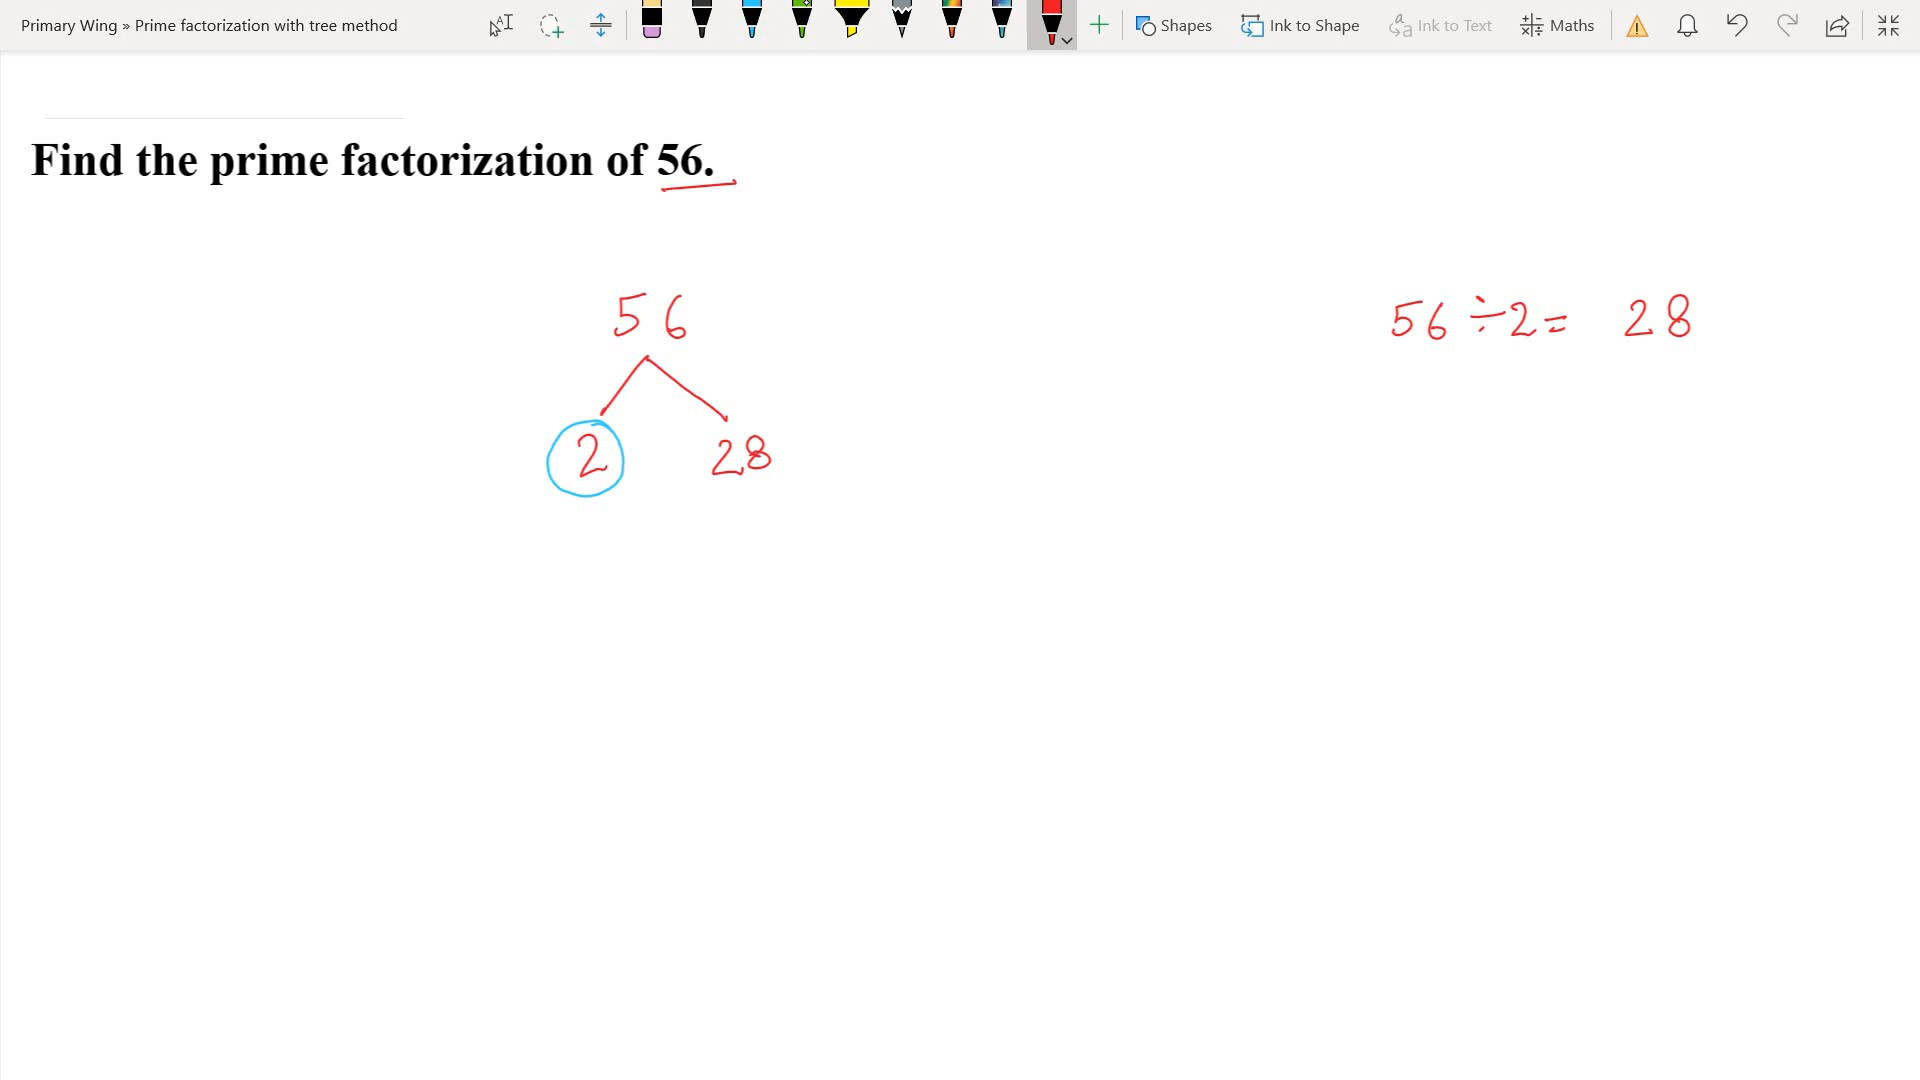 Primary Wing » Prime factorization with tree method
Shapes
Ink to Shape
Ink to Text
Maths
Find the prime factorization of 56.
56
56 ÷ 2 = 28
2 28